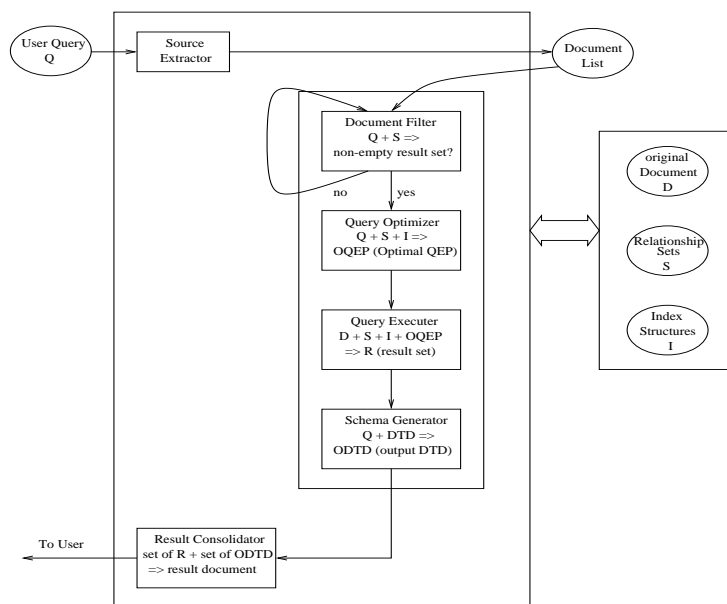 User Query
Q
Source
Extractor
Document
List
Document Filter
Q + S =>
non-empty result set?
no
yes
Query Optimizer
Q + S + I =>
OQEP (Optimal QEP)
Query Executer
D + S + I + OQEP
=> R (result set)
Schema Generator
Q + DTD =>
ODTD (output DTD)
Result Consolidator
set of R + set of ODTD
=> result document
To User
original
Document
D
Relationship
Sets
S
Index
Structures
I